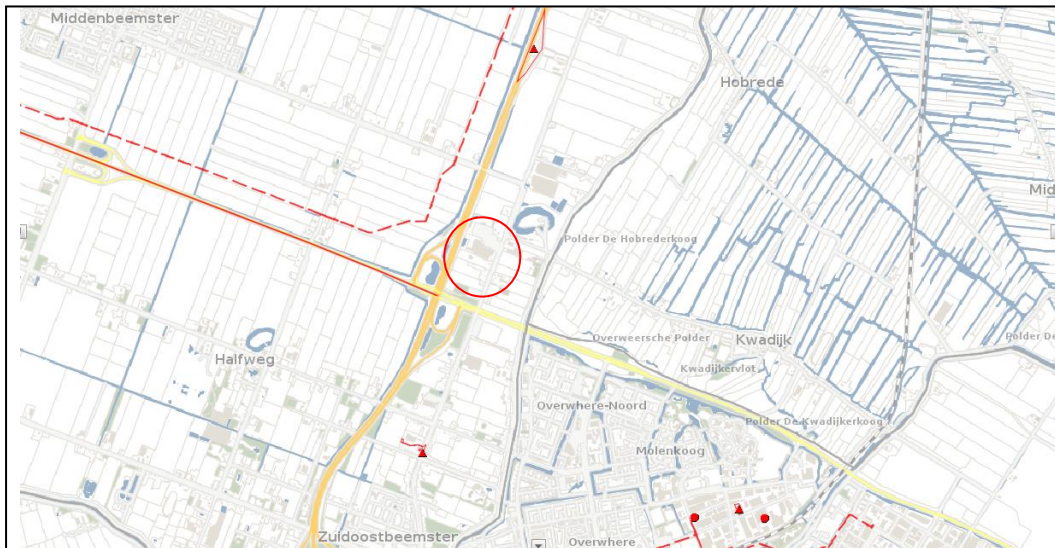 Middenbeemster
Hobrede
Mid
Polder De Hobrederkoog
Overweersche Polder
Kwadijk
Polder De
Halfweg
Kwadijkervlot
Overwhere-Noord
Polder De Kwadijkerkoog
Molenkoog
Zuidoostbeemster
Overwhere